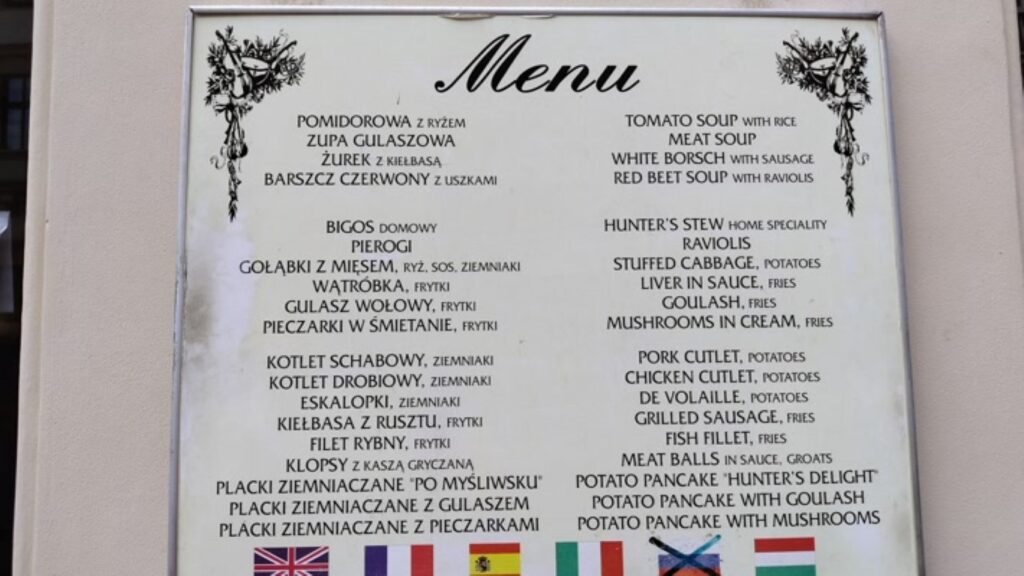 Menu
POMIDOROWA Z RYŻEM
ZUPA GULASZOWA
ŻUREK Z KIEŁBASĄ
BARSZCZ CZERWONY Z USZKAMI
BIGOS DOMOWY
PIEROGI
GOŁĄBKI Z MIĘSEM, RYŻ, SOS, ZIEMNIAKI
WĄTRÓBKA, FRYTKI
GULASZ WOŁOWY, FRYTKI
PIECZARKI W ŚMIETANIE, FRYTKI
KOTLET SCHABOWY, ZIEMNIAKI
KOTLET DROBIOWY, ZIEMNIAKI
ESKALOPKI, ZIEMNIAKI
KIEŁBASA Z RUSZTU, FRYTKI
FILET RYBNY, FRYTKI
KLOPSY Z KASZĄ GRYCZANĄ
PLACKI ZIEMNIACZANE "PO MYŚLIWSKU"
PLACKI ZIEMNIACZANE Z GULASZEM
PLACKI ZIEMNIACZANE Z PIECZARKAMI
TOMATO SOUP WITH RICE
MEAT SOUP
WHITE BORSCH WITH SAUSAGE
RED BEET SOUP WITH RAVIOLIS
HUNTER'S STEW HOME SPECIALITY
RAVIOLIS
STUFFED CABBAGE, POTATOES
LIVER IN SAUCE, FRIES
GOULASH, FRIES
MUSHROOMS IN CREAM, FRIES
PORK CUTLET, POTATOES
CHICKEN CUTLET, POTATOES
DE VOLAILLE, POTATOES
GRILLED SAUSAGE, FRIES
FISH FILLET, FRIES
MEAT BALLS IN SAUCE, GROATS
POTATO PANCAKE "HUNTER'S DELIGHT"
POTATO PANCAKE WITH GOULASH
POTATO PANCAKE WITH MUSHROOMS